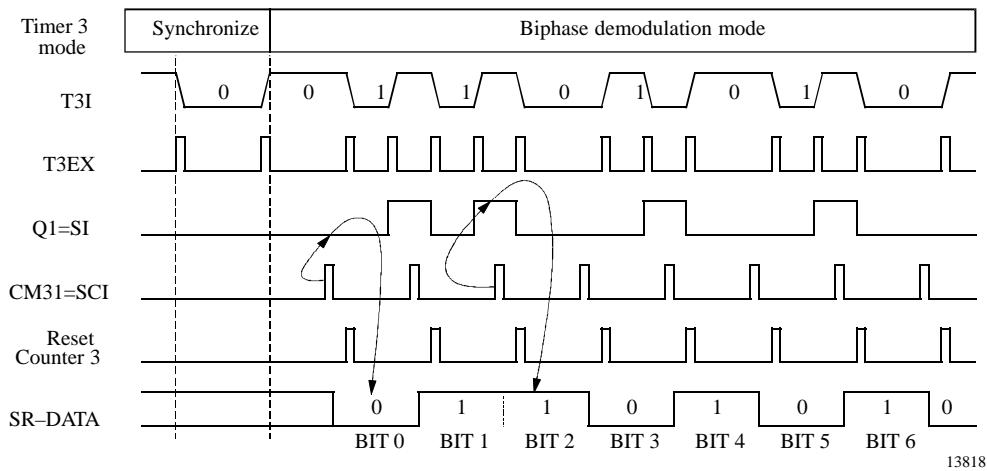 Timer 3 mode
Synchronize
Biphase demodulation mode
T3I
0 0 1 1 0 1 0 1 0
T3EX
Q1=SI
CM31=SCI
Reset
Counter 3
SR–DATA
0 1 1 0 1 0 1 0
BIT 0 BIT 1 BIT 2 BIT 3 BIT 4 BIT 5 BIT 6
13818